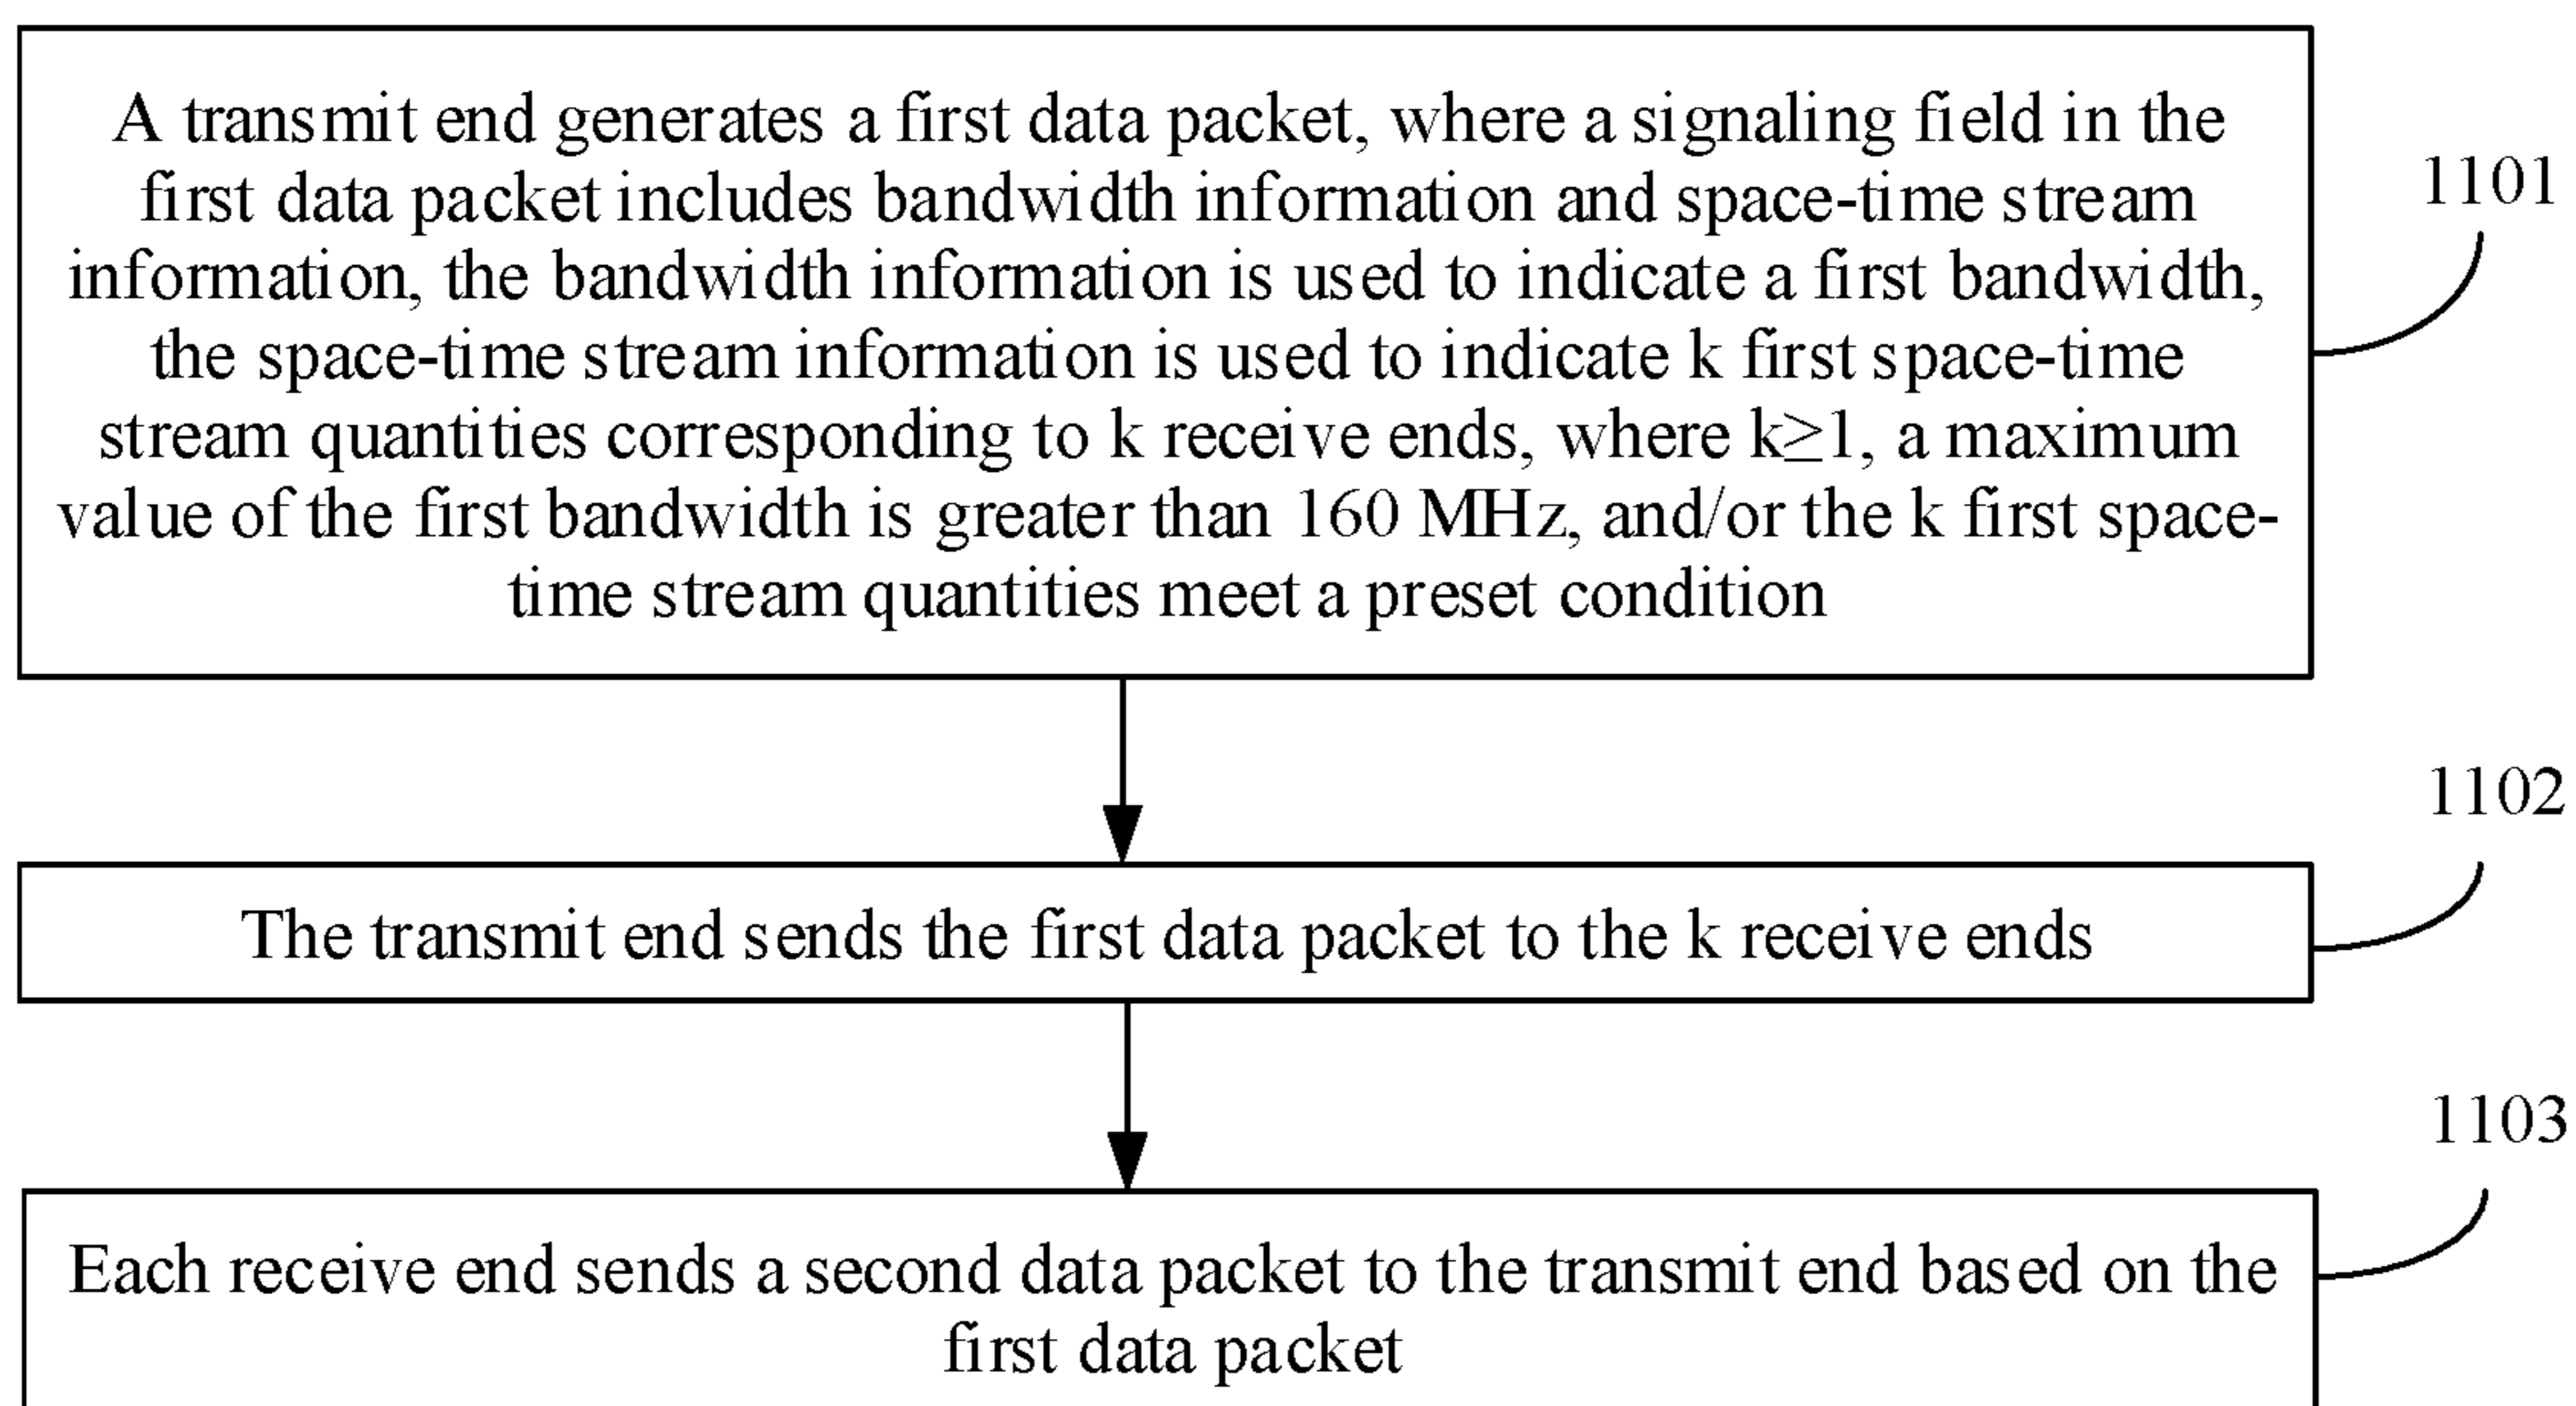 A transmit end generates a first data packet, where a signaling field in the
first data packet includes bandwidth information and space-time stream
information, the bandwidth information is used to indicate a first bandwidth,
the space-time stream information is used to indicate k first space-time
stream quantities corresponding to k receive ends, where k≥1, a maximum
value of the first bandwidth is greater than 160 MHz, and/or the k first space-
time stream quantities meet a preset condition
1101
The transmit end sends the first data packet to the k receive ends
1102
Each receive end sends a second data packet to the transmit end based on the
first data packet
1103